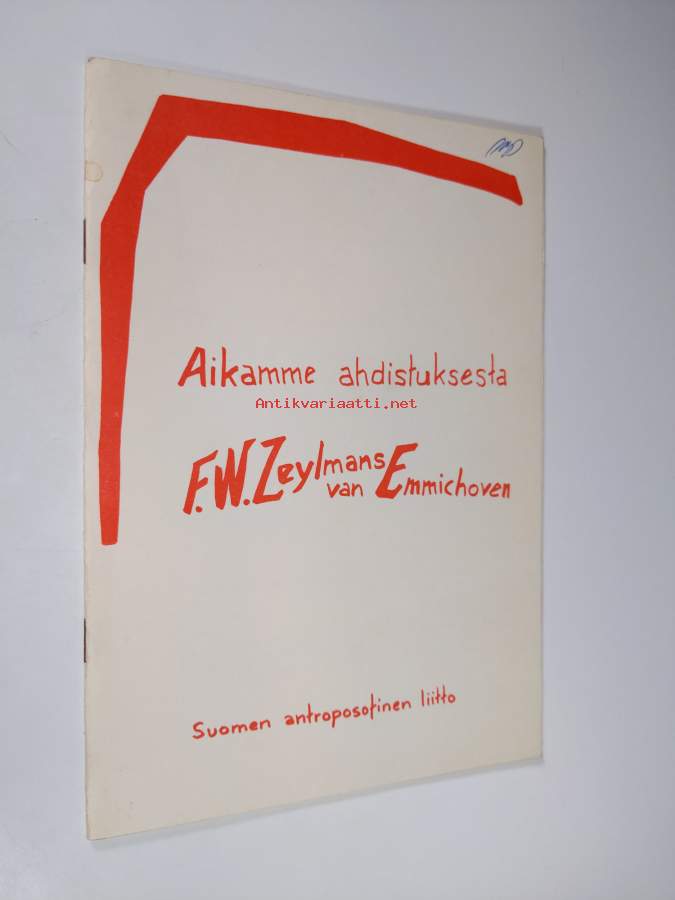 Aikamme ahdistuksesta
Antikvariaatti.net
F.W. Zeylmans
van Emmichoven
Suomen antroposofinen liitto